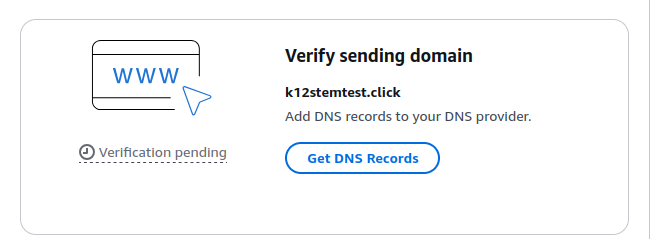 WWW
Verify sending domain
k12stemtest.click
Add DNS records to your DNS provider.
Verification pending
Get DNS Records